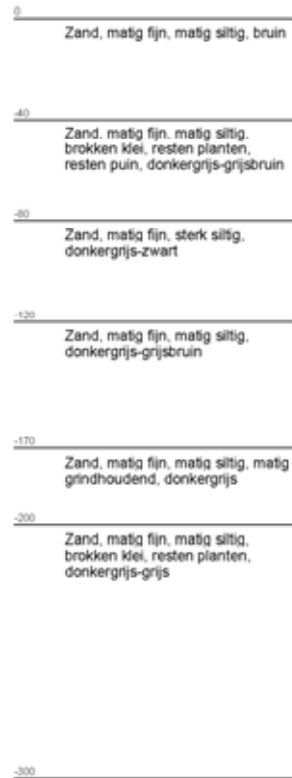 0
Zand, matig fijn, matig siltig, bruin
-40
Zand. matig fijn. matig siltig.
brokken klei, resten planten,
resten puin, donkergrijs-grijsbruin
-80
Zand, matig fijn, sterk siltig,
donkergrijs-zwart
-120
Zand, matig fijn, matig siltig,
donkergrijs-grijsbruin
-170
Zand, matig fijn, matig siltig, matig
grindhoudend, donkergrijs
-200
Zand, matig fijn, matig siltig,
brokken klei, resten planten,
donkergrijs-grijs
-300